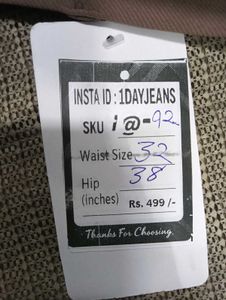 INSTA ID : 1DAYJEANS
SKU i@-92
Waist Size 32
Hip 38
(inches) Rs. 499 /-
Thanks For Choosing.